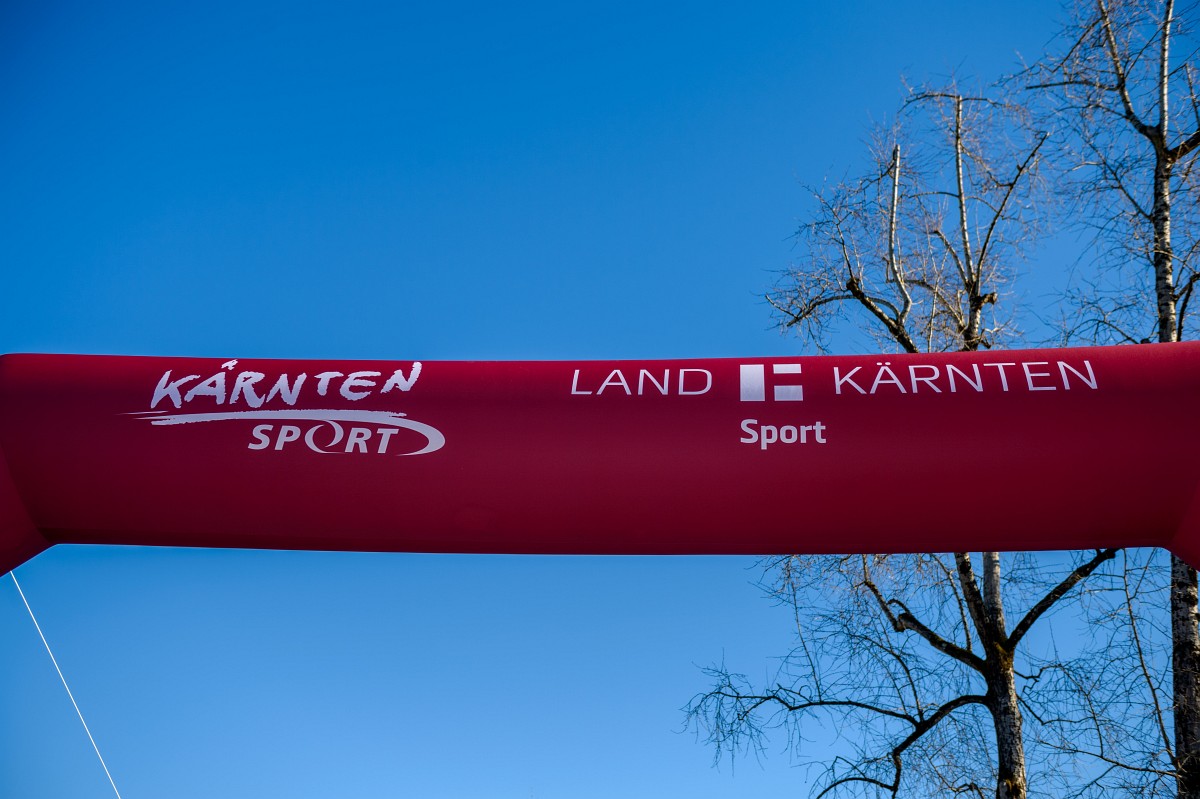 KÄRNTEN
SPORT
LAND KÄRNTEN
Sport